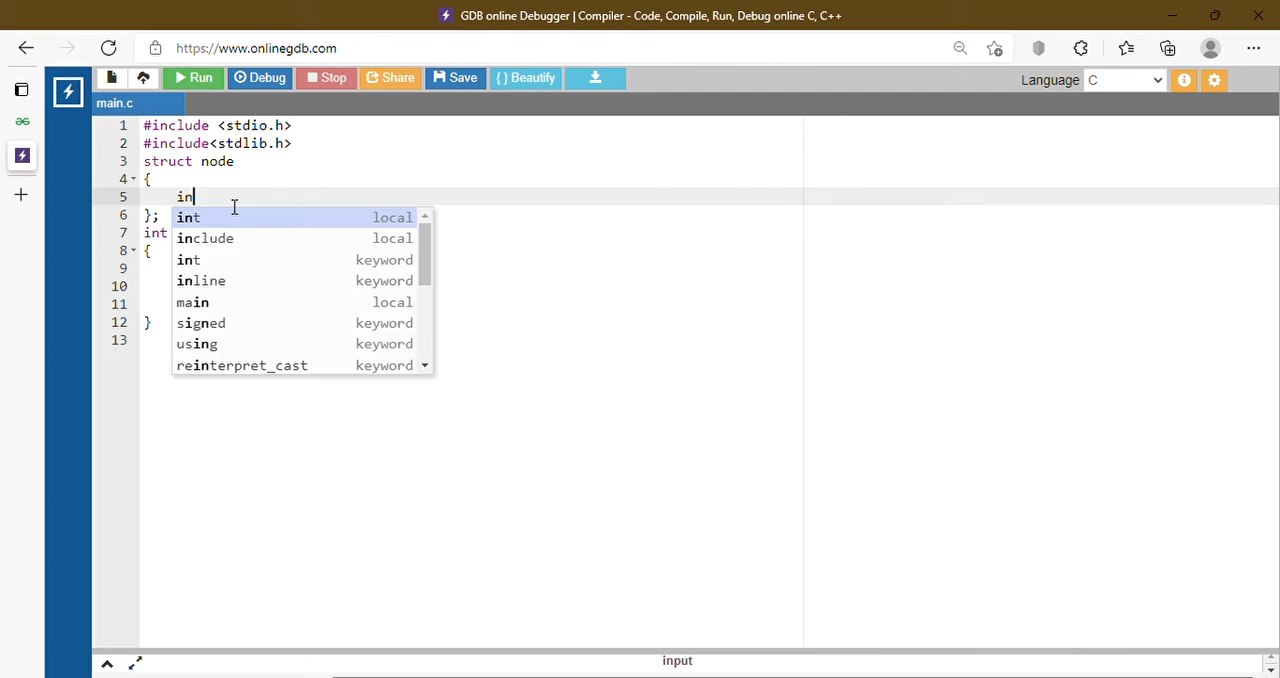 GDB online Debugger | Compiler - Code, Compile, Run, Debug online C, C++
https://www.onlinegdb.com
Run Debug Stop Share Save { } Beautify Language C
main.c
1 #include <stdio.h>
2 #include<stdlib.h>
3 struct node
4 {
5 in
6 };
7 int
8 {
9
10
11
12 }
13
int local
include local
int keyword
inline keyword
main local
signed keyword
using keyword
reinterpret_cast keyword
input